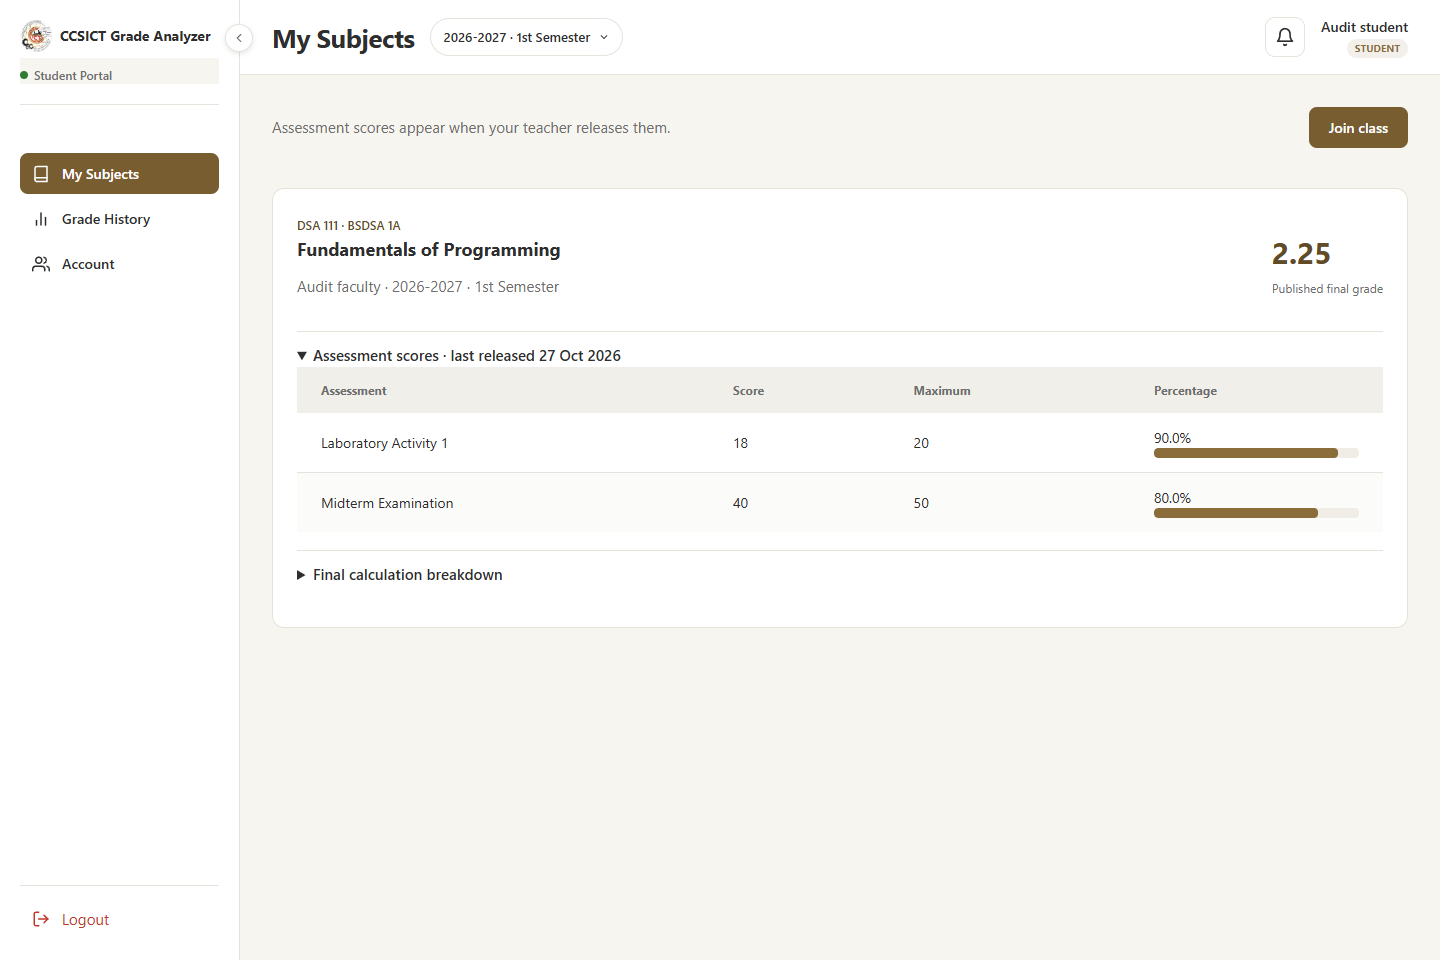 CCSICT Grade Analyzer
Student Portal
My Subjects
Grade History
Account
Logout
My Subjects
2026-2027 · 1st Semester
Audit student
STUDENT
Assessment scores appear when your teacher releases them.
Join class
DSA 111 · BSDSA 1A
Fundamentals of Programming
Audit faculty · 2026-2027 · 1st Semester
2.25
Published final grade
Assessment scores · last released 27 Oct 2026
Assessment Score Maximum Percentage
Laboratory Activity 1 18 20 90.0%
Midterm Examination 40 50 80.0%
Final calculation breakdown